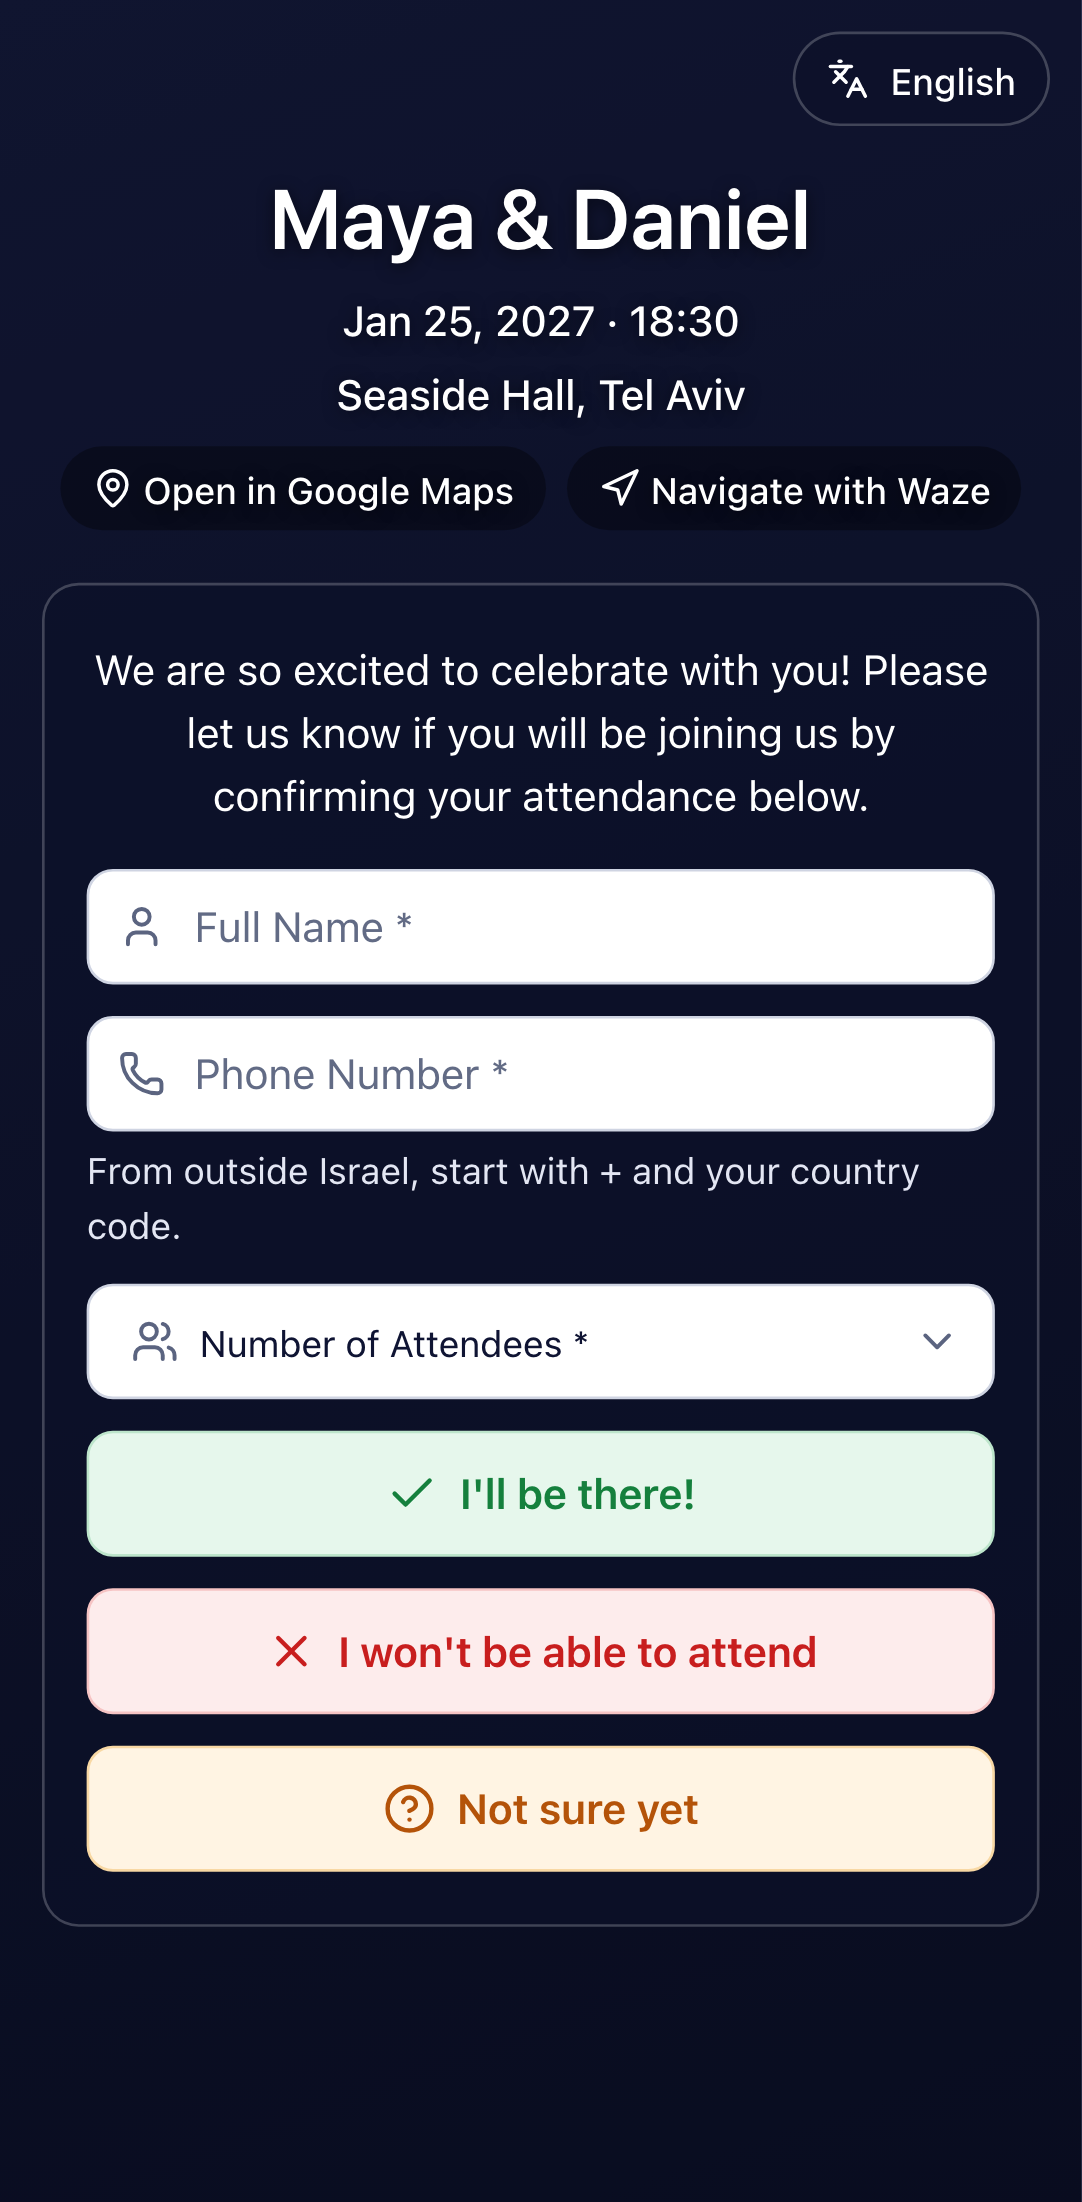 English
Maya & Daniel
Jan 25, 2027 · 18:30
Seaside Hall, Tel Aviv
Open in Google Maps
Navigate with Waze
We are so excited to celebrate with you! Please
let us know if you will be joining us by
confirming your attendance below.
Full Name *
Phone Number *
From outside Israel, start with + and your country
code.
Number of Attendees *
I'll be there!
I won't be able to attend
Not sure yet